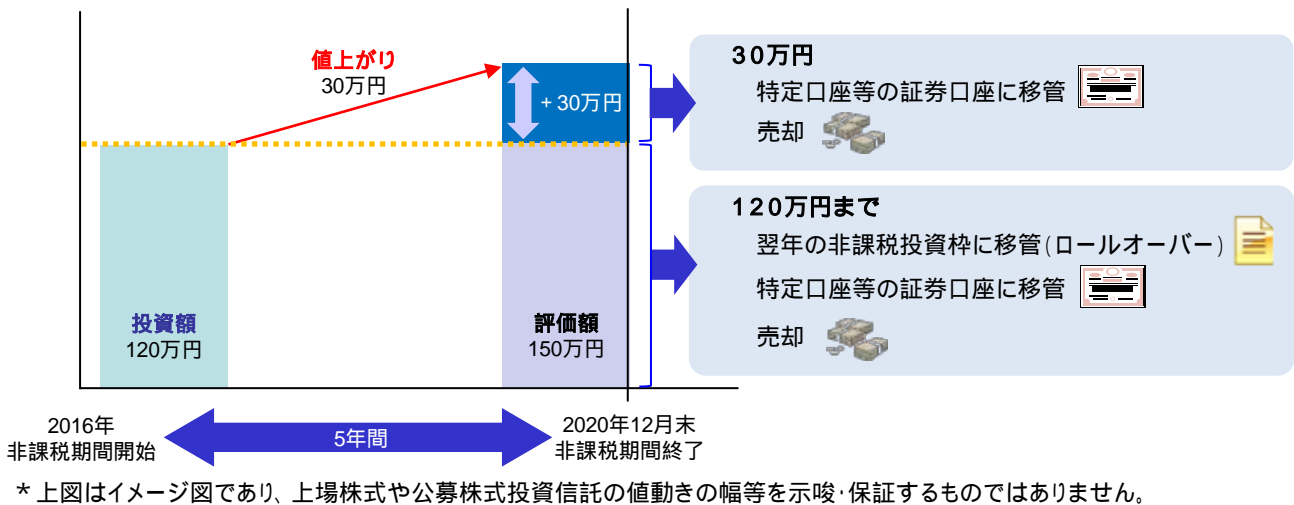 値上がり
30万円
+ 30万円
投資額
120万円
評価額
150万円
30万円
特定口座等の証券口座に移管
売却
120万円まで
翌年の非課税投資枠に移管(ロールオーバー)
特定口座等の証券口座に移管
売却
2016年
非課税期間開始
5年間
2020年12月末
非課税期間終了
* 上図はイメージ図であり、上場株式や公募株式投資信託の値動きの幅等を示唆・保証するものではありません。